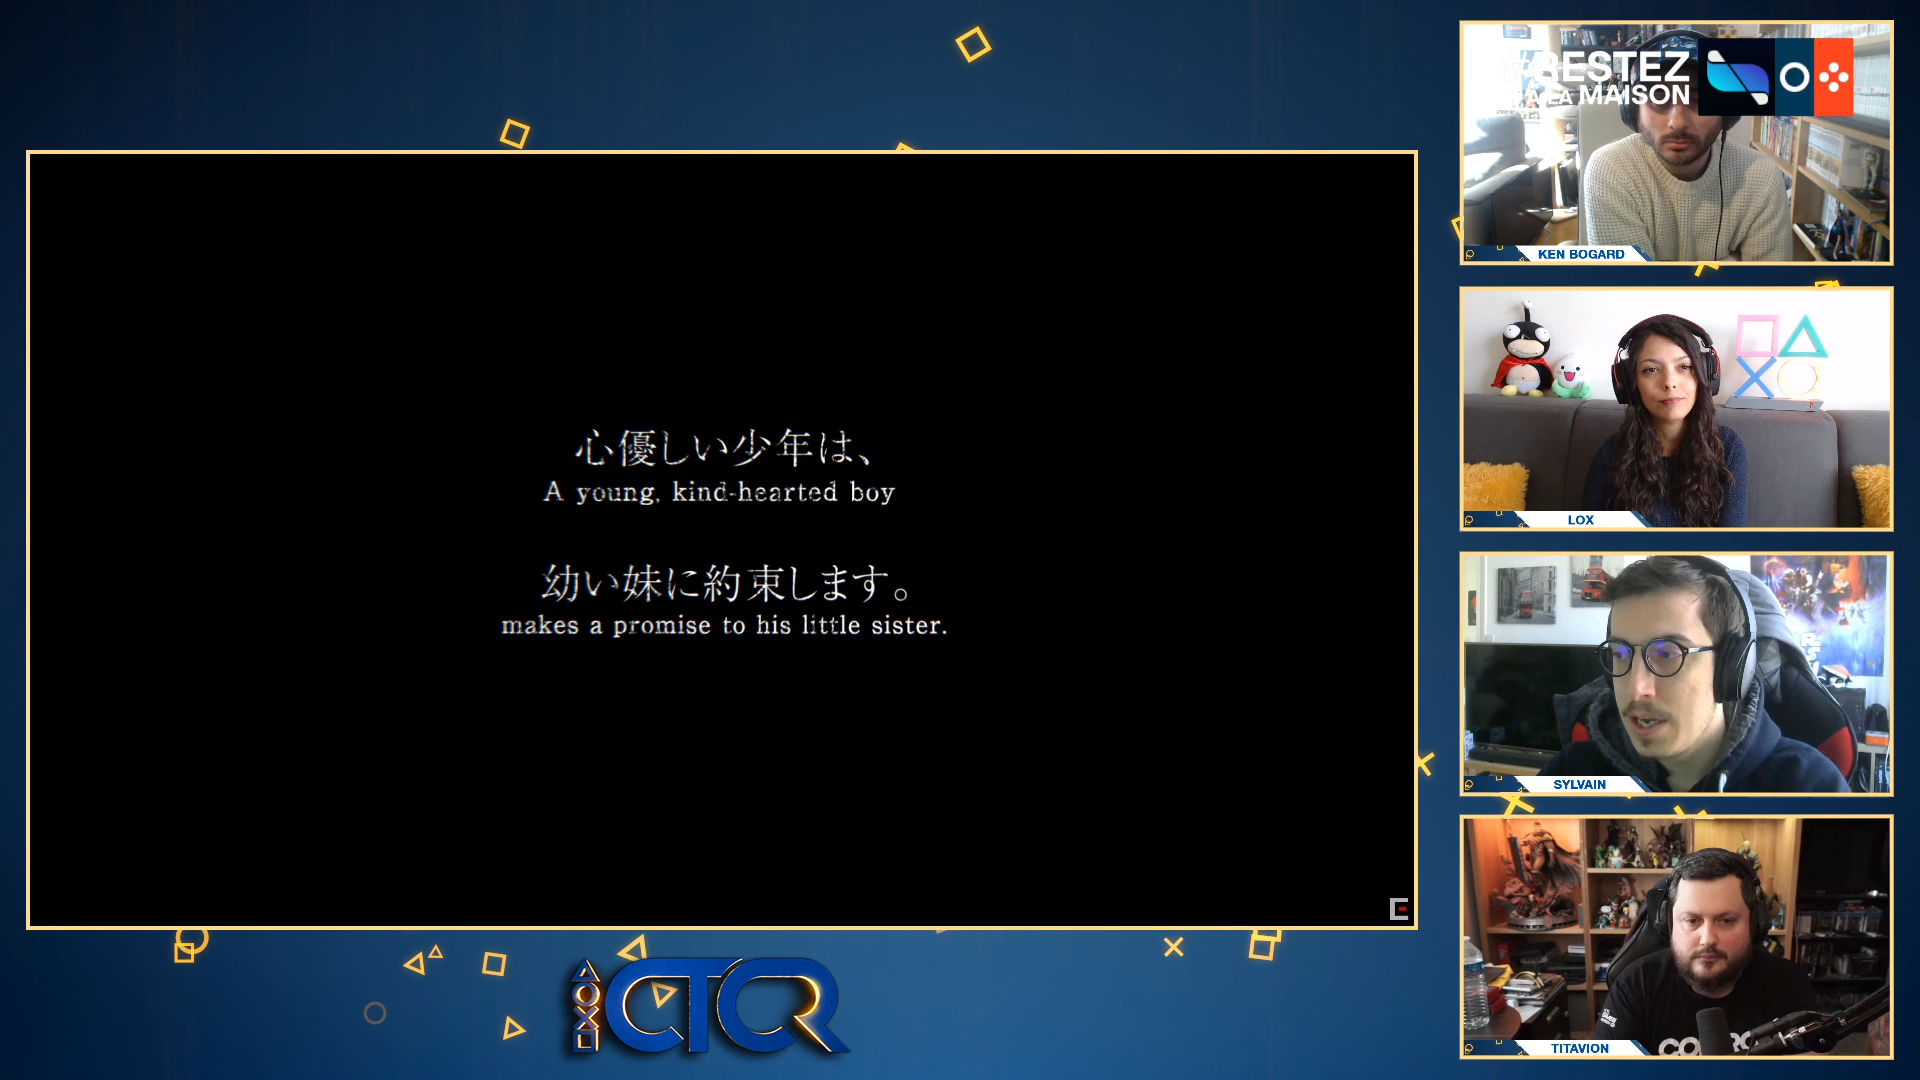 心優しい少年は、
A young, kind-hearted boy
幼い妹に約束します。
makes a promise to his little sister.
CTCR
#RESTEZ
À LA MAISON
KEN BOGARD
LOX
SYLVAIN
TITAVION